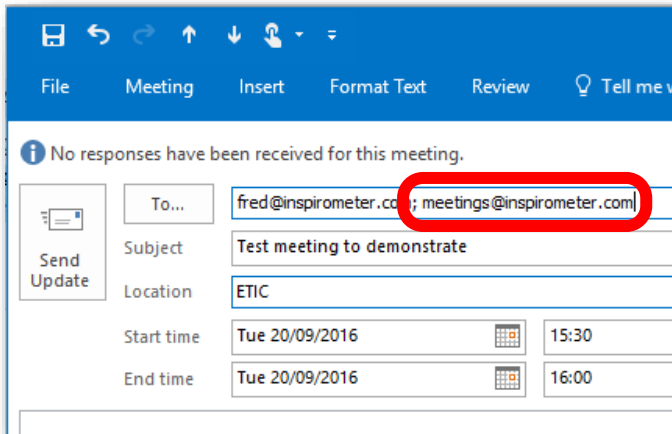 File Meeting Insert Format Text Review Tell me
No responses have been received for this meeting.
To... fred@inspirometer.co ; meetings@inspirometer.com
Send Update
Subject Test meeting to demonstrate
Location ETIC
Start time Tue 20/09/2016 15:30
End time Tue 20/09/2016 16:00